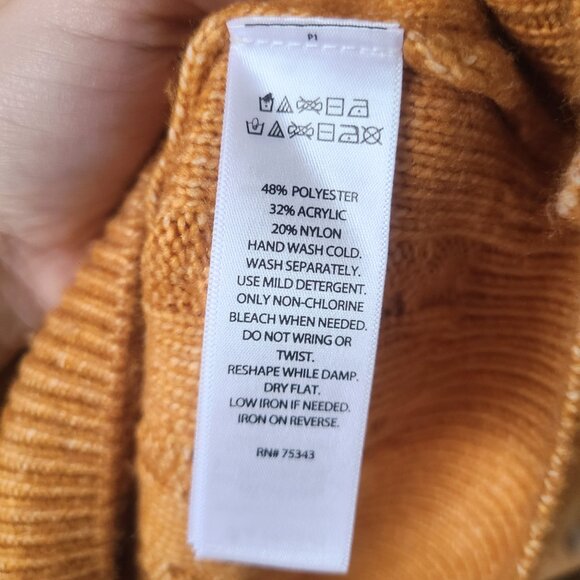 P1
48% POLYESTER
32% ACRYLIC
20% NYLON
HAND WASH COLD.
WASH SEPARATELY.
USE MILD DETERGENT.
ONLY NON-CHLORINE
BLEACH WHEN NEEDED.
DO NOT WRING OR
TWIST.
RESHAPE WHILE DAMP.
DRY FLAT.
LOW IRON IF NEEDED.
IRON ON REVERSE.
RN# 75343